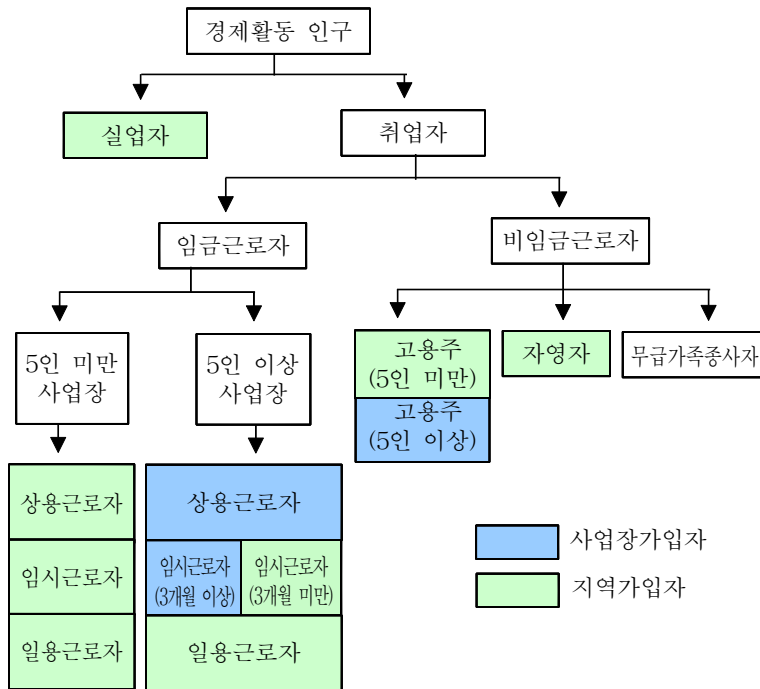 경제활동 인구
실업자
취업자
임금근로자
비임금근로자
5인 미만
사업장
5인 이상
사업장
고용주
(5인 미만)
고용주
(5인 이상)
자영자
무급가족종사자
상용근로자
임시근로자
일용근로자
상용근로자
임시근로자
(3개월 이상)
임시근로자
(3개월 미만)
일용근로자
사업장가입자
지역가입자